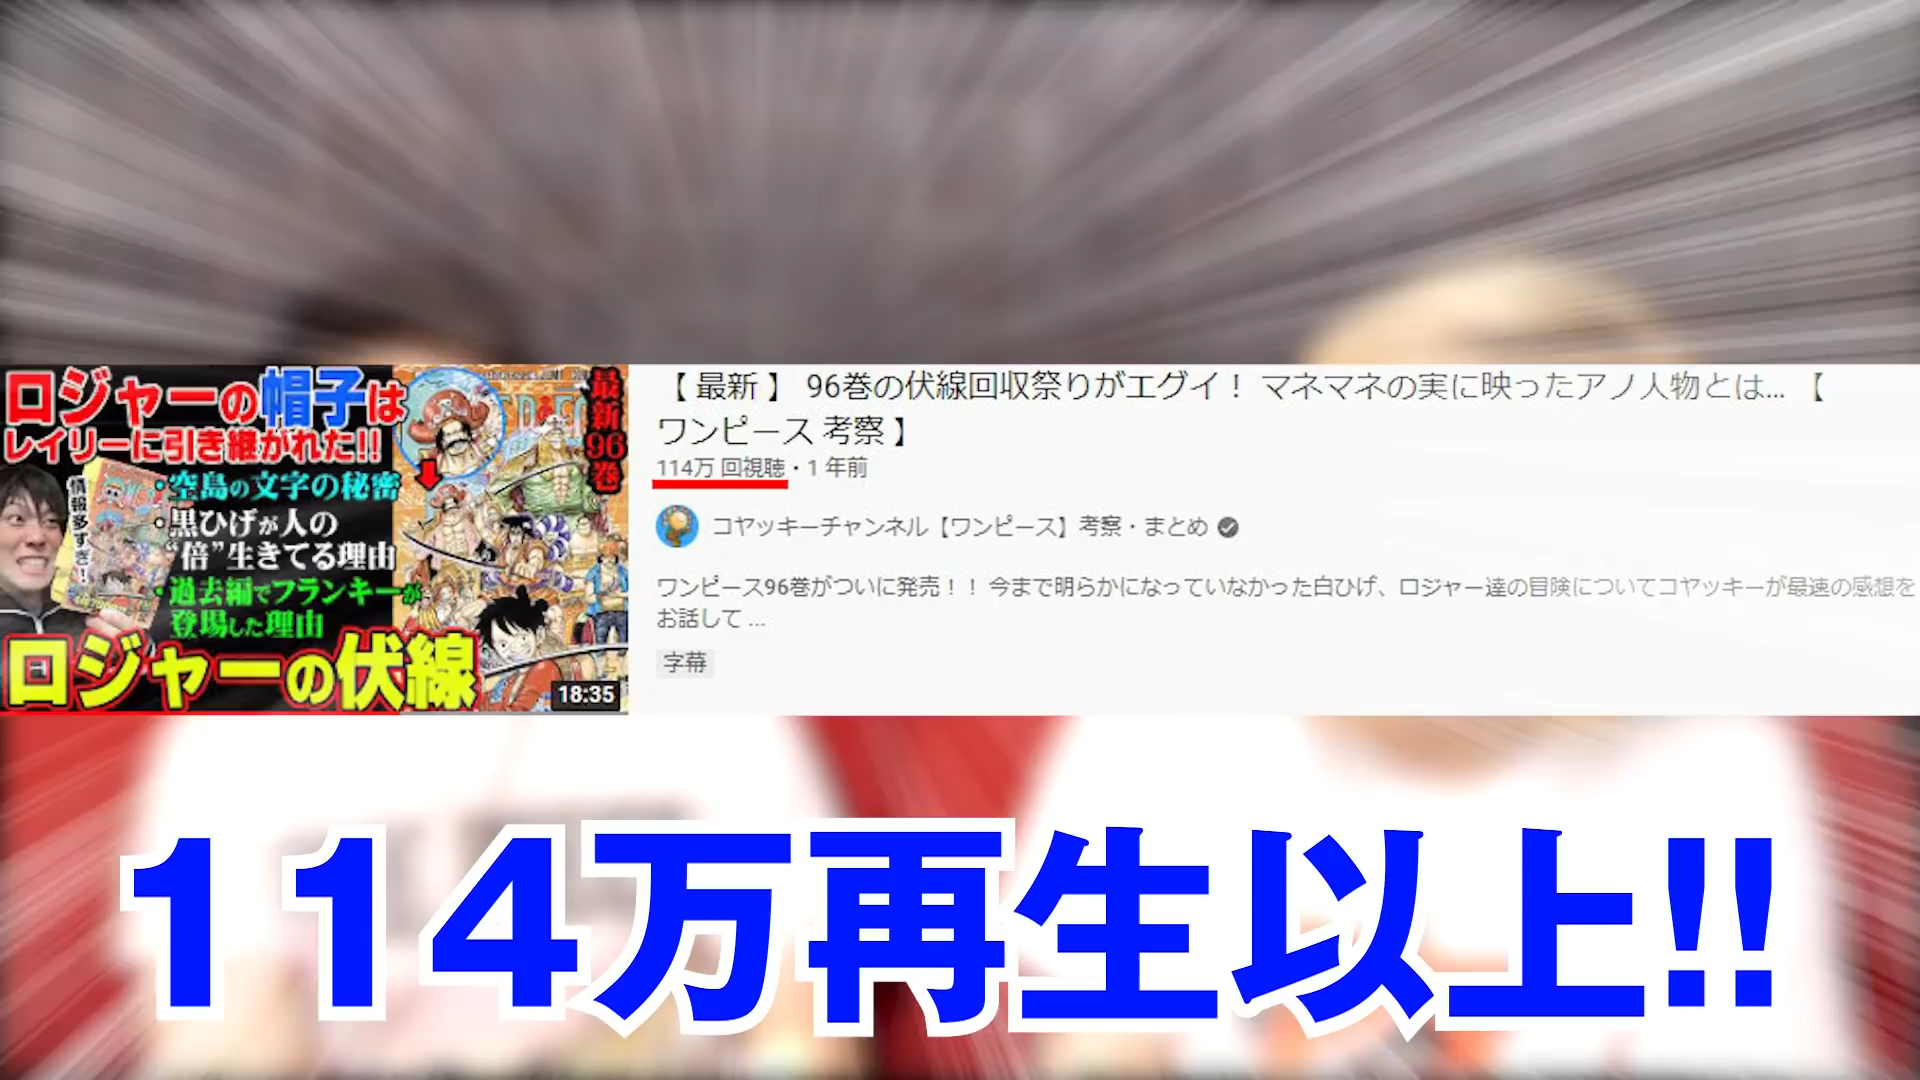 ロジャーの帽子は
レイリーに引き継がれた!!
最新96巻
情報多すぎ!
・空島の文字の秘密
・黒ひげが人の
“倍”生きてる理由
・過去編でフランキーが
登場した理由
ロジャーの伏線
18:35
【 最新 】 96巻の伏線回収祭りがエグイ！ マネマネの実に映ったアノ人物とは... 【
ワンピース 考察 】
114万 回視聴・1 年前
コヤッキーチャンネル【ワンピース】考察・まとめ
ワンピース96巻がついに発売！！ 今まで明らかになっていなかった白ひげ、ロジャー達の冒険についてコヤッキーが最速の感想を
お話して ...
字幕
114万再生以上!!